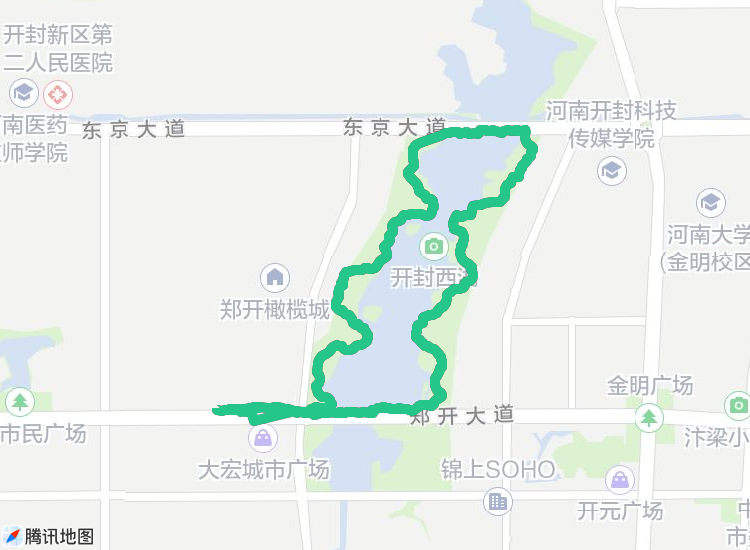 开封新区第
二人民医院
东京大道
东京大道
河南开封科技
传媒学院
南医药
师学院
河南大学
(金明校区
开封西湖
郑开橄榄城
金明广场
市民广场
郑开大道
汴梁小
大宏城市广场
锦上SOHO
开元广场
中
市
腾讯地图